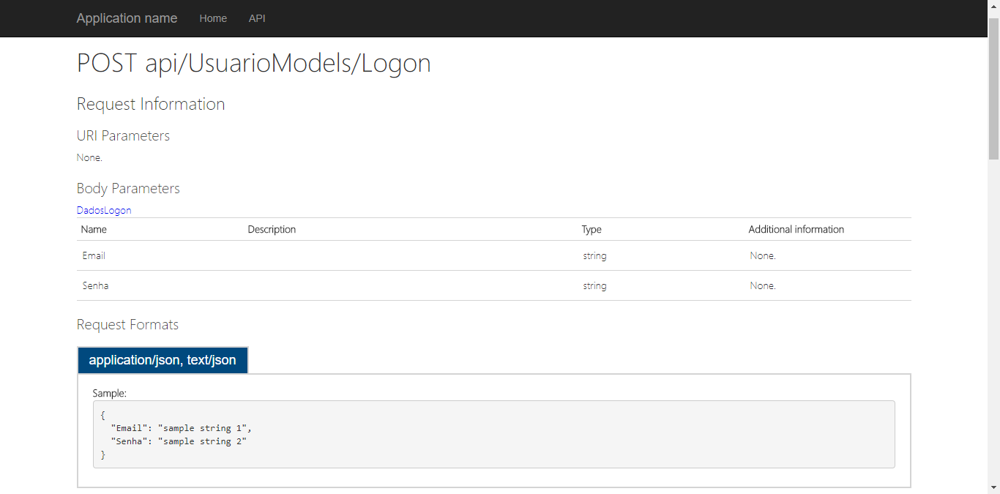 Application name Home API
POST api/UsuarioModels/Logon
Request Information
URI Parameters
None.
Body Parameters
DadosLogon
Name Description Type Additional information
Email string None.
Senha string None.
Request Formats
application/json, text/json
Sample:
{
"Email": "sample string 1",
"Senha": "sample string 2"
}